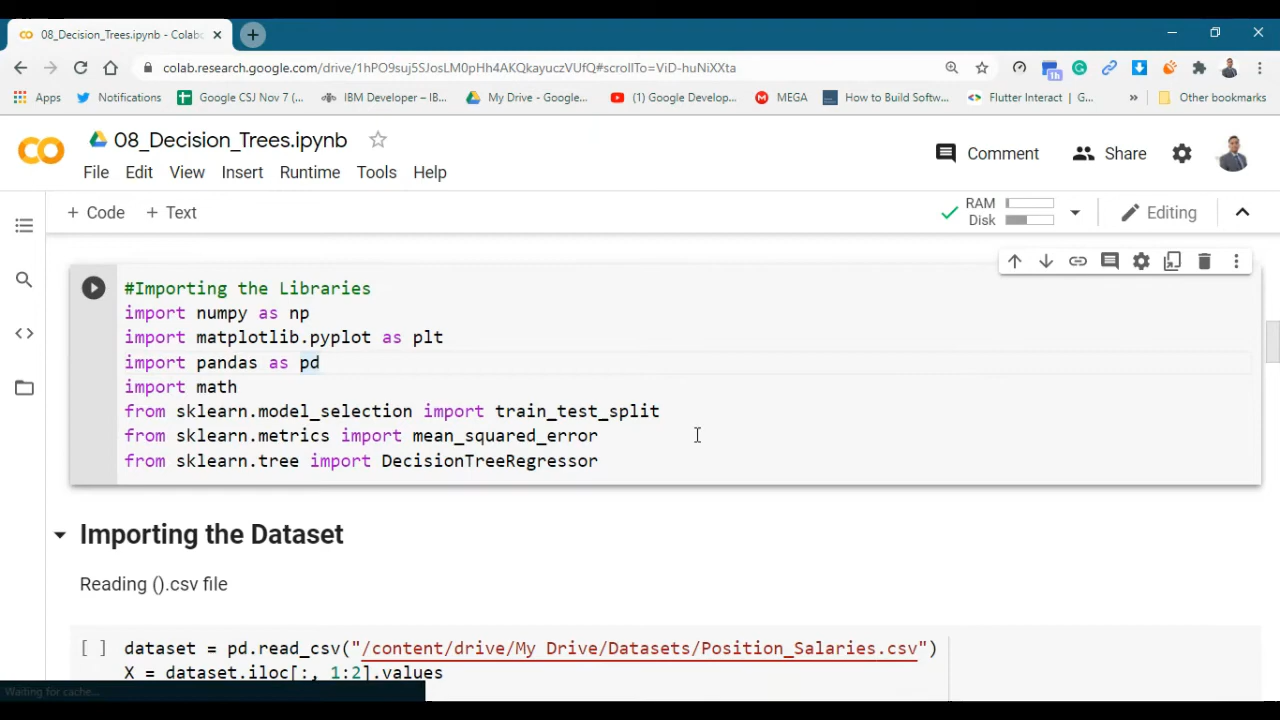 08_Decision_Trees.ipynb - Colab
colab.research.google.com/drive/1hPO9suj5SJosLM0pHh4AKQkayuczVUfQ#scrollTo=ViD-huNiXXta
1h
Apps Notifications Google CSJ Nov 7 (... IBM Developer – IB... My Drive - Google... (1) Google Develop... MEGA How to Build Softw... Flutter Interact | G... » Other bookmarks
CO 08_Decision_Trees.ipynb
Comment Share
File Edit View Insert Runtime Tools Help
+ Code + Text
RAM
Disk
Editing
#Importing the Libraries
import numpy as np
import matplotlib.pyplot as plt
import pandas as pd
import math
from sklearn.model_selection import train_test_split
from sklearn.metrics import mean_squared_error
from sklearn.tree import DecisionTreeRegressor
Importing the Dataset
Reading ().csv file
[ ] dataset = pd.read_csv("/content/drive/My Drive/Datasets/Position_Salaries.csv")
X = dataset.iloc[:, 1:2].values
Waiting for cache...